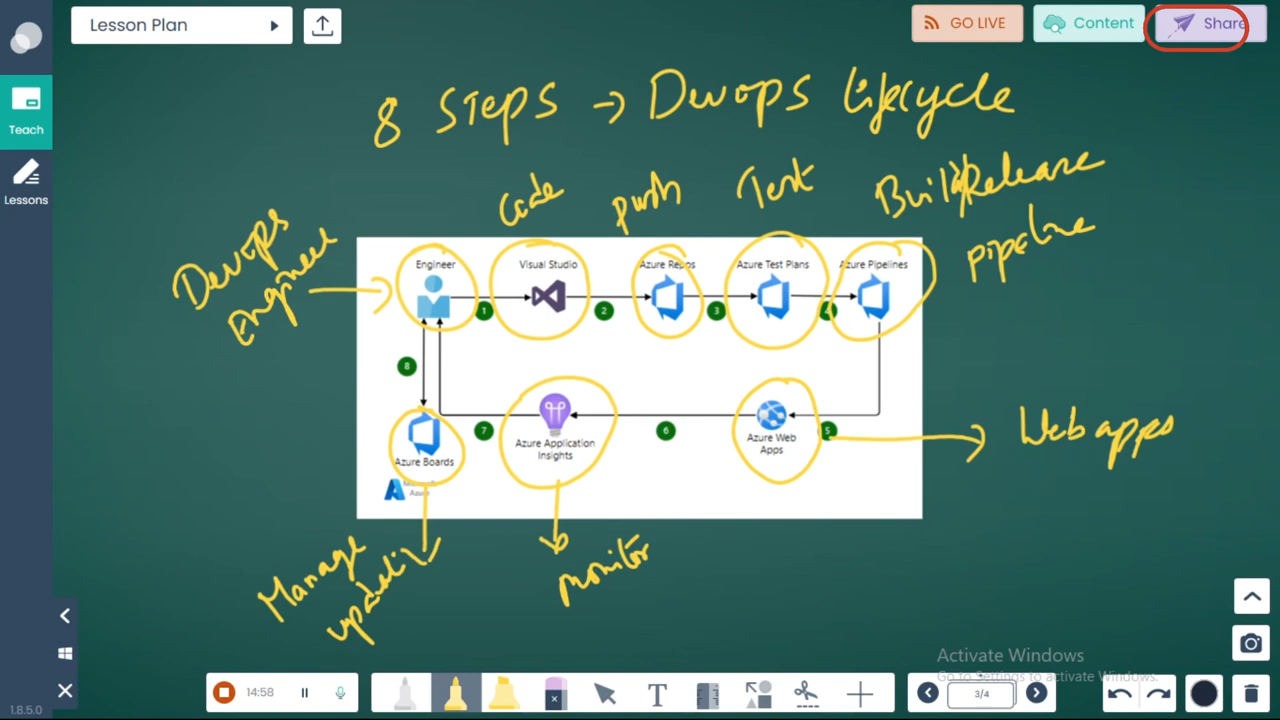 Lesson Plan
GO LIVE
Content
Share
Teach
Lessons
8 Steps → Devops Lifecycle
Code
push
Test
Build/Release
pipeline
Devops
Engineer
Engineer
Visual Studio
Azure Repos
Azure Test Plans
Azure Pipelines
1
2
3
4
8
7
6
5
Azure Boards
Azure Application
Insights
Azure Web
Apps
Microsoft
Azure
Web apps
Manage
monitor
Activate Windows
Go to Settings to activate Windows.
14:58
T
3/4
1.8.5.0